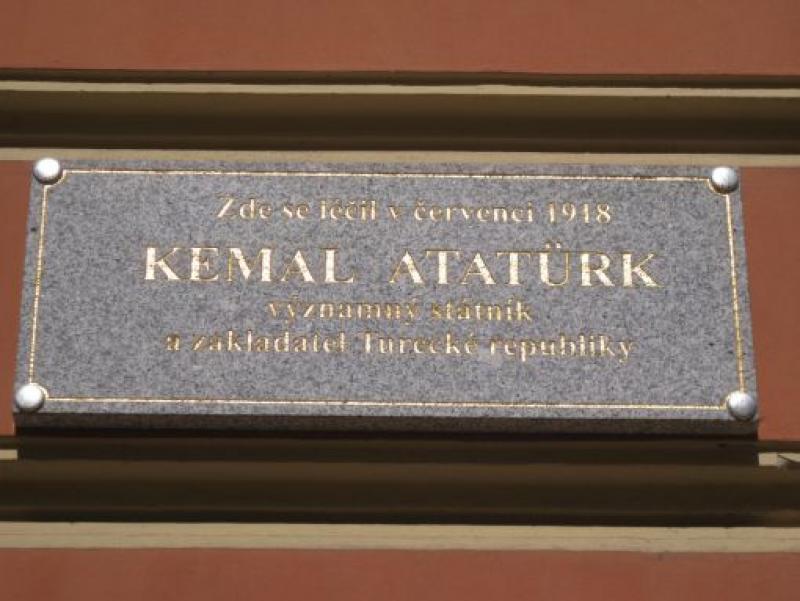 Zde se léčil v červenci 1918
KEMAL ATATÜRK
významný státník
a zakladatel Turecké republiky